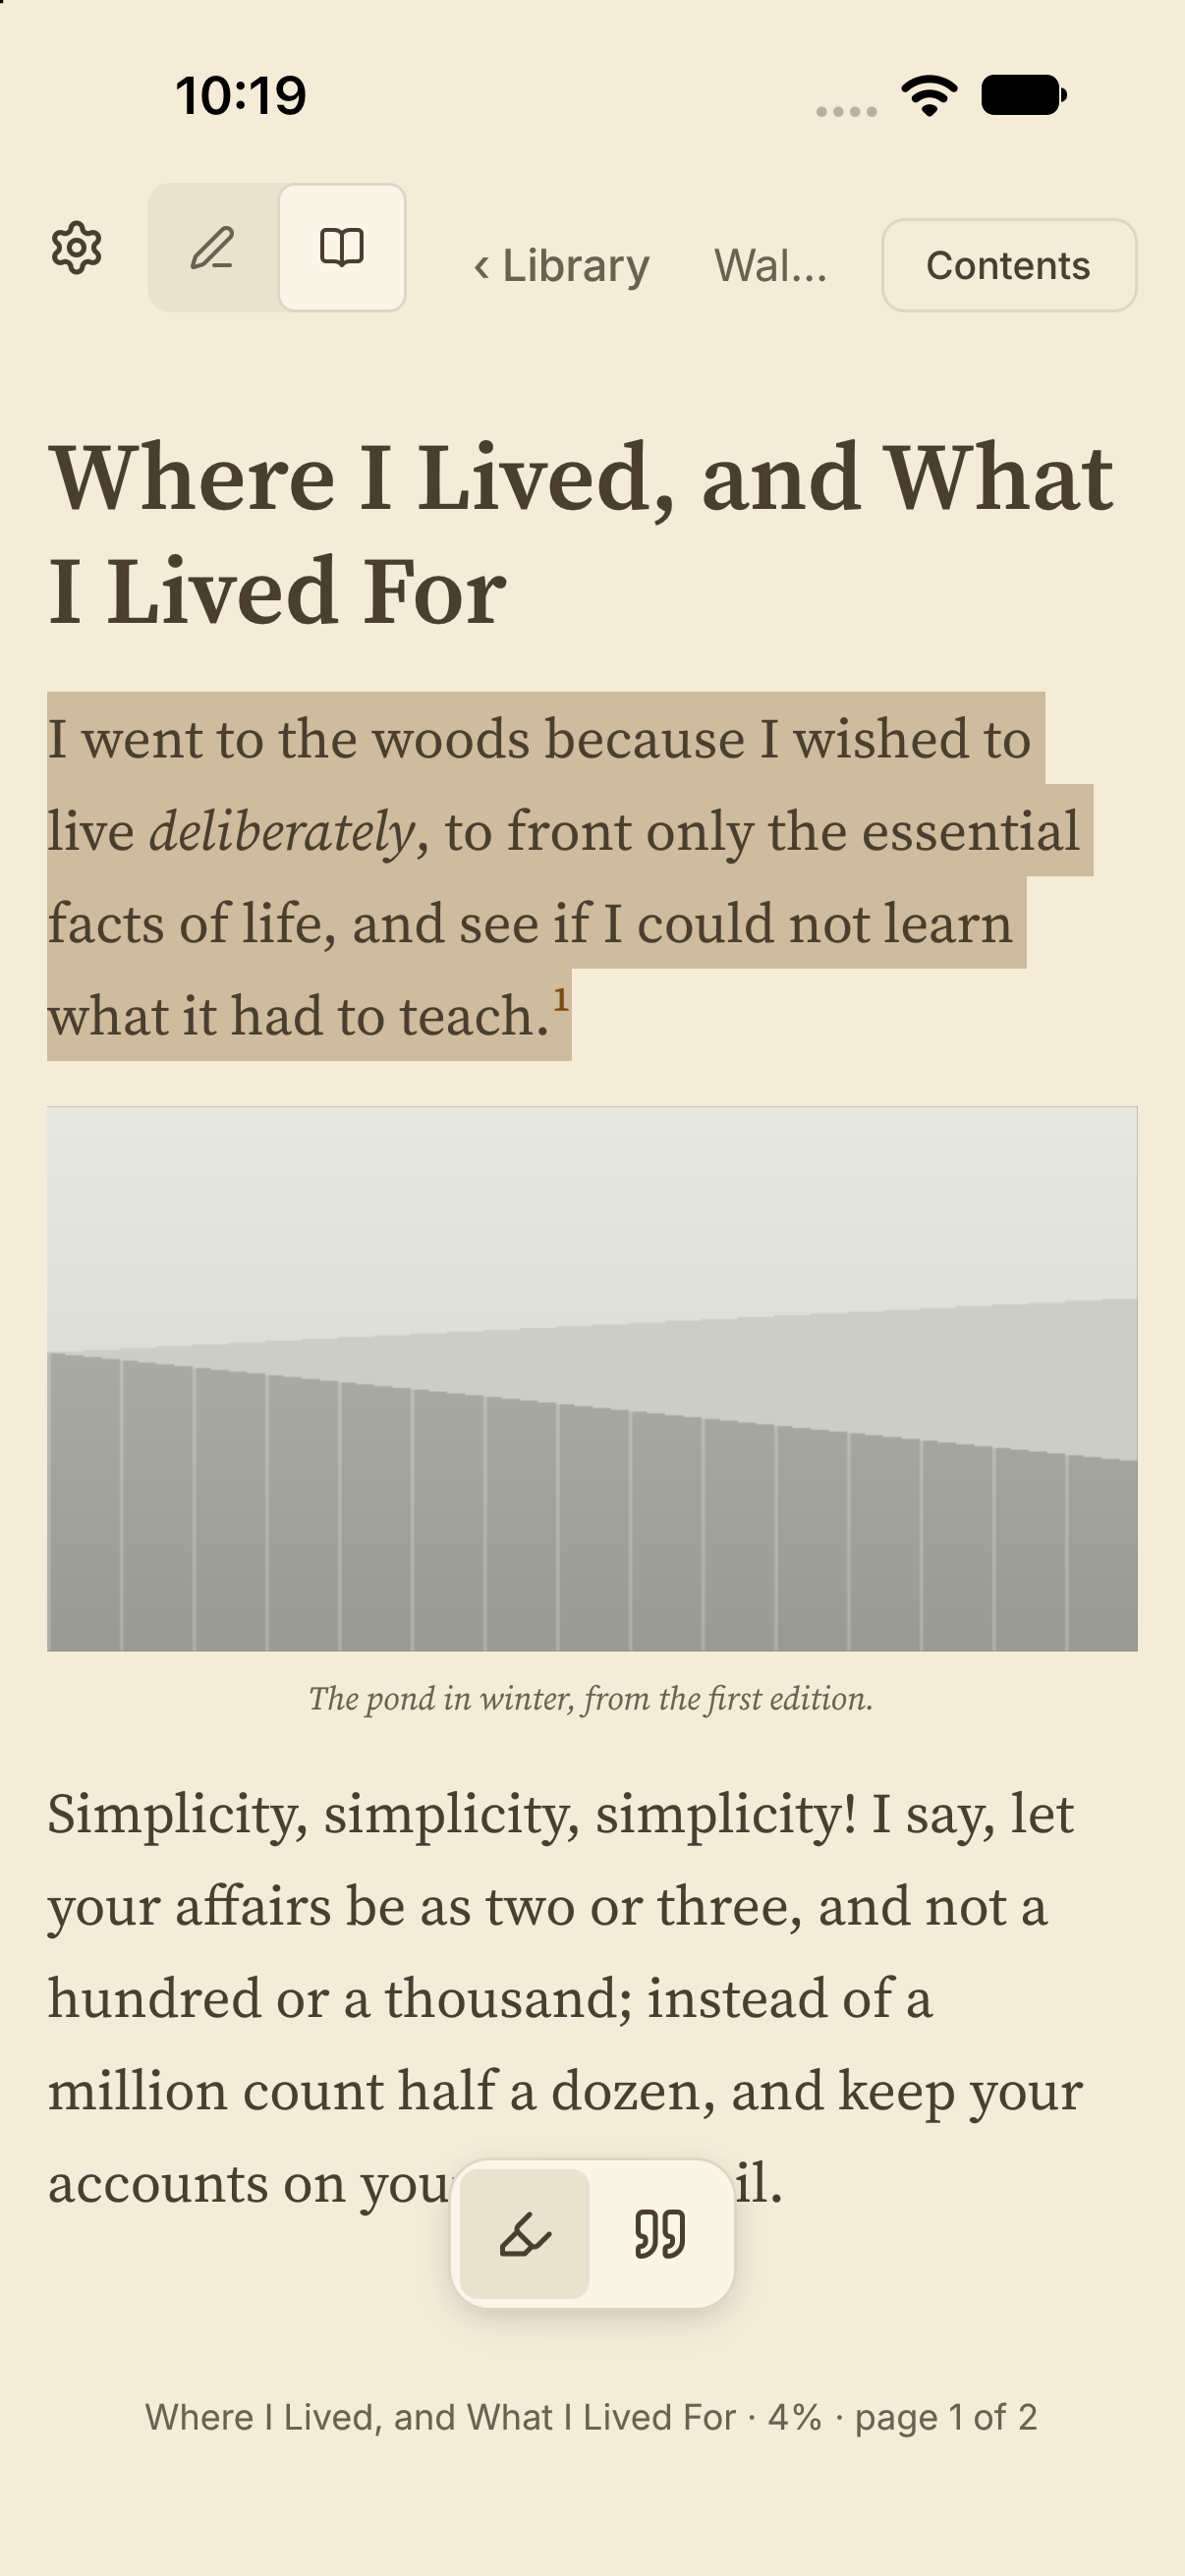 10:19
‹ Library
Wal...
Contents
Where I Lived, and What
I Lived For
I went to the woods because I wished to
live deliberately, to front only the essential
facts of life, and see if I could not learn
what it had to teach.1
The pond in winter, from the first edition.
Simplicity, simplicity, simplicity! I say, let
your affairs be as two or three, and not a
hundred or a thousand; instead of a
million count half a dozen, and keep your
accounts on
Where I Lived, and What I Lived For · 4% · page 1 of 2